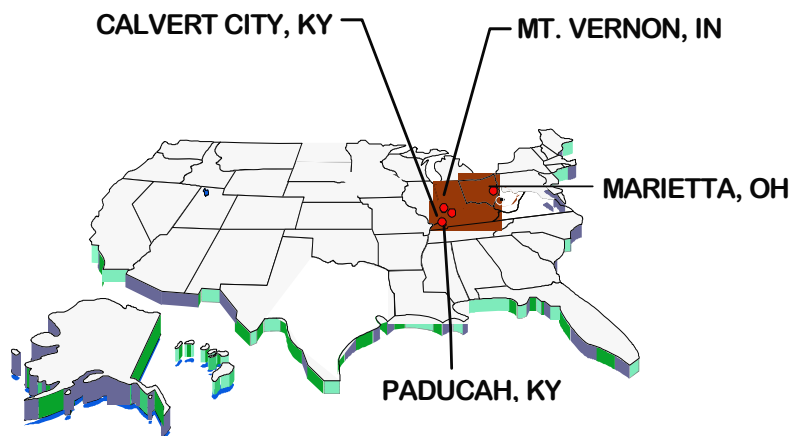 CALVERT CITY, KY
MT. VERNON, IN
MARIETTA, OH
PADUCAH, KY